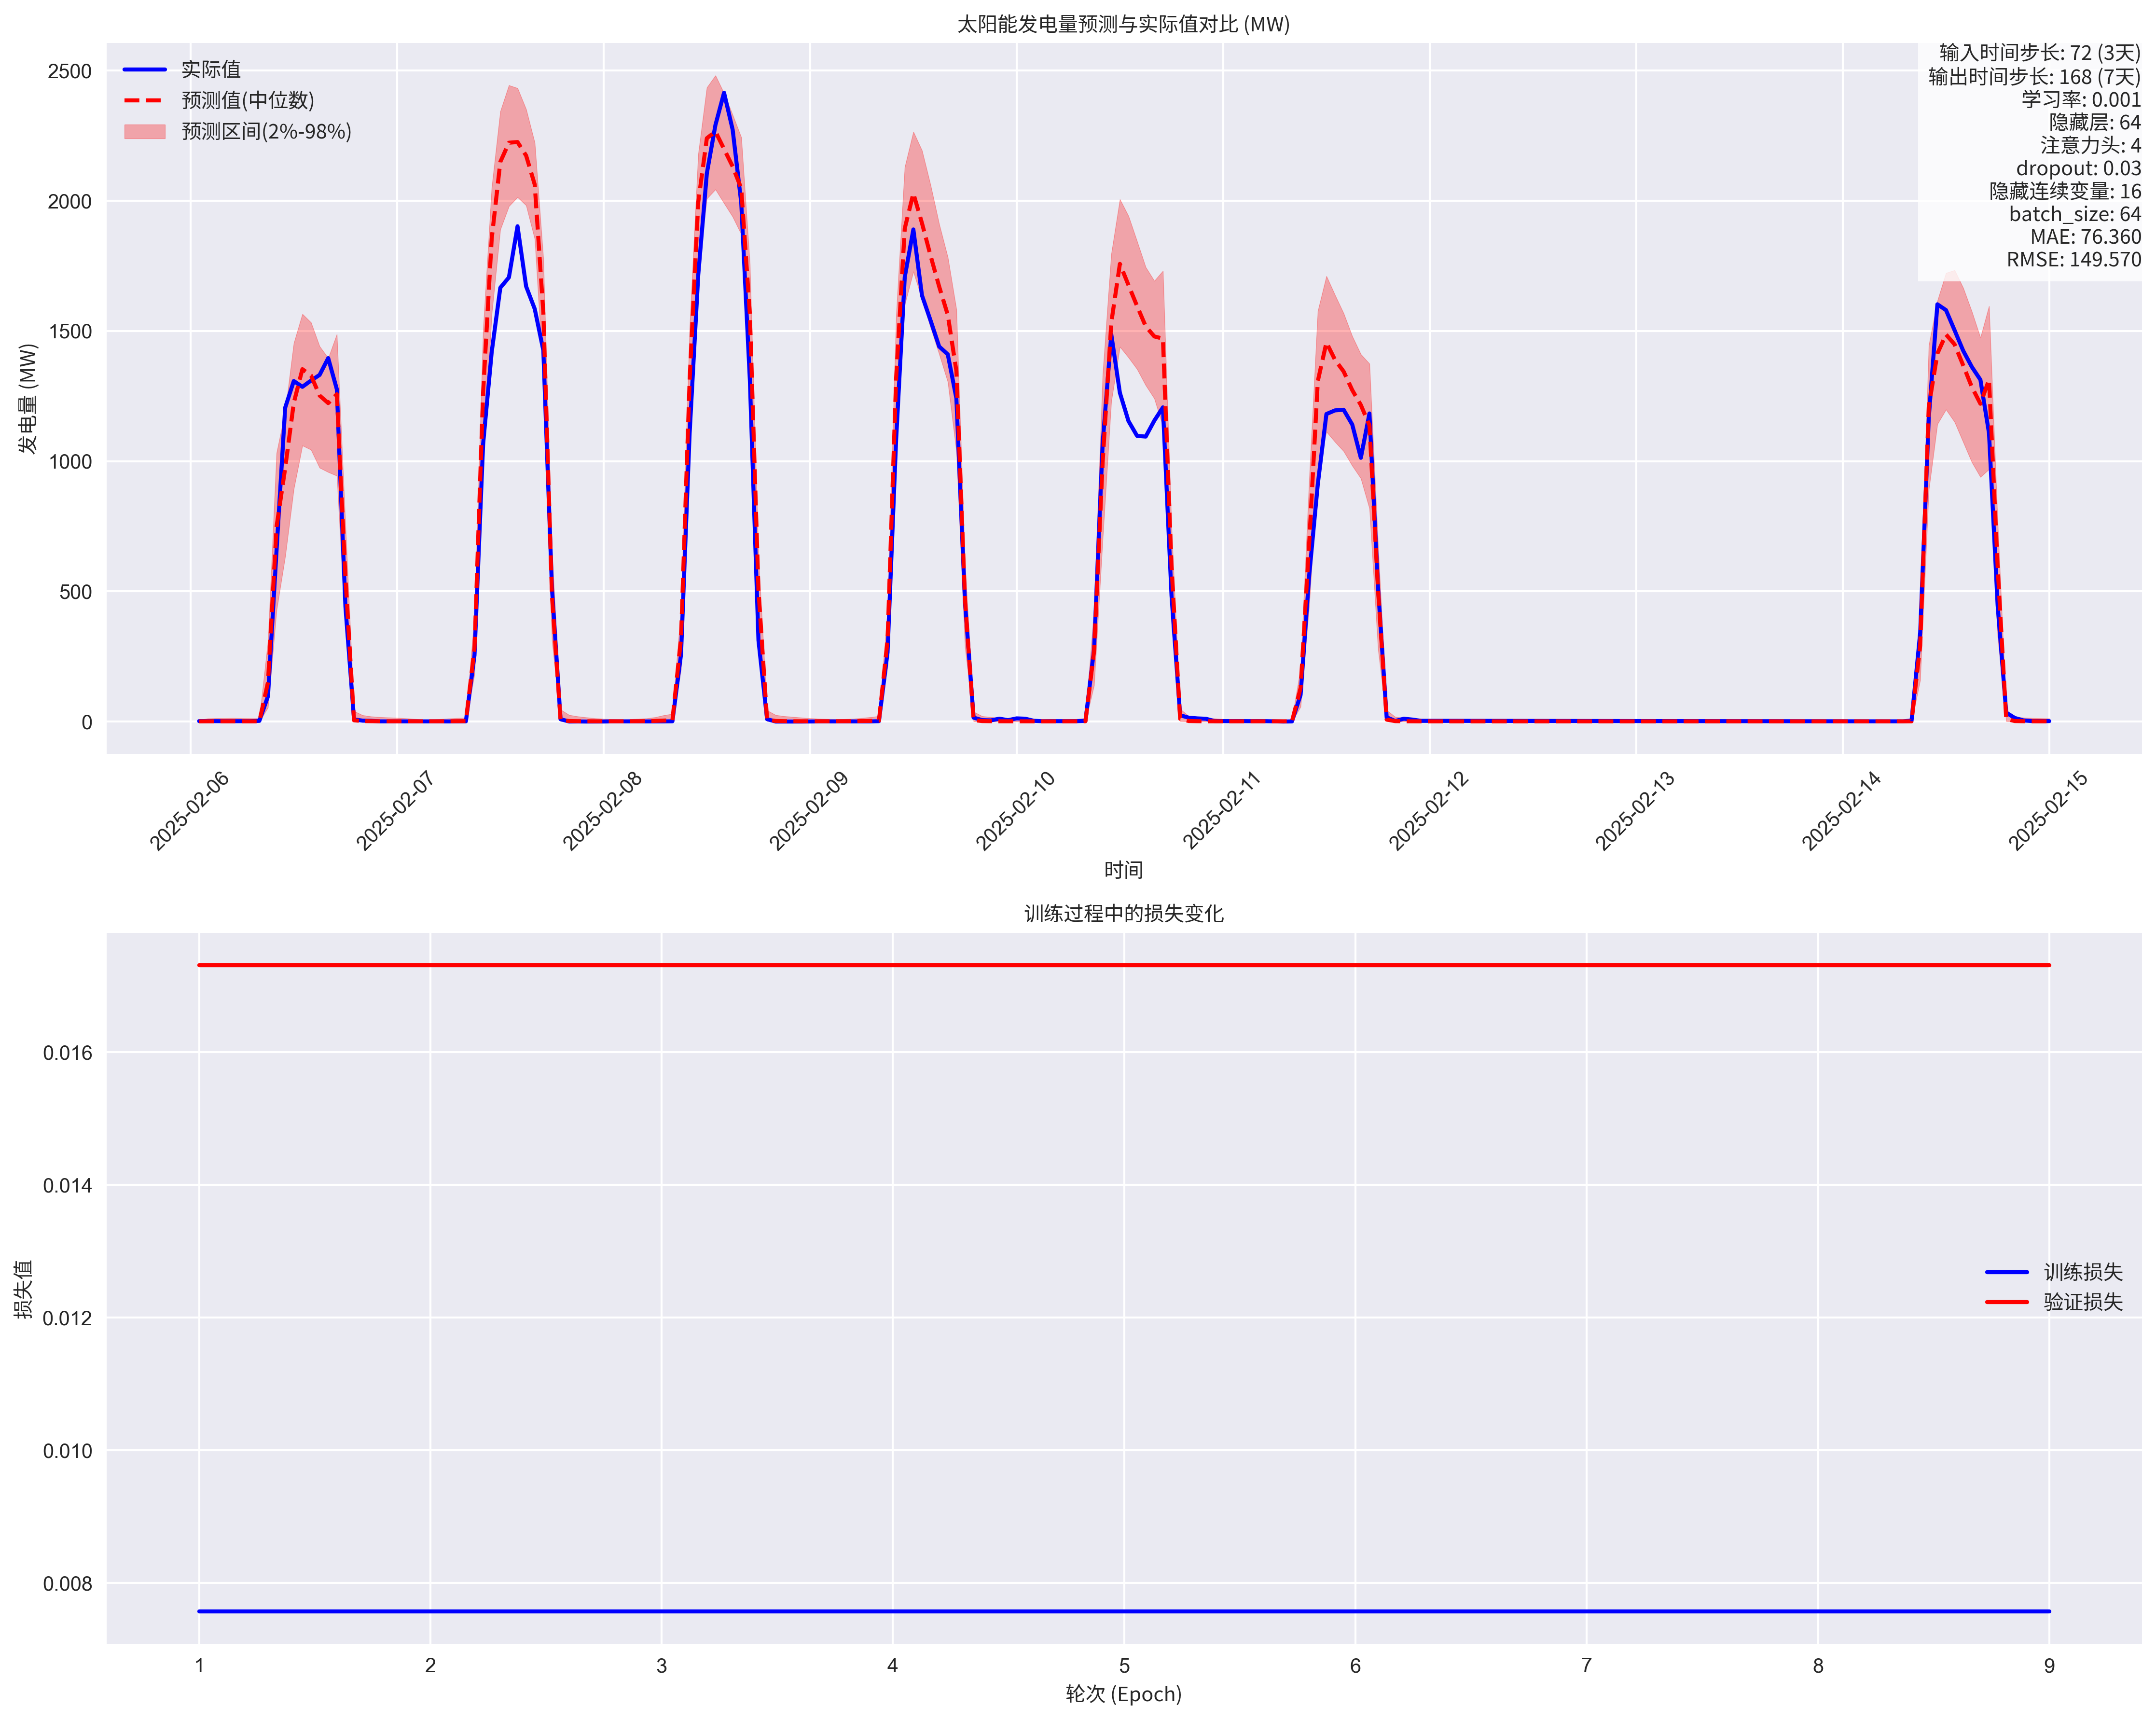 太阳能发电量预测与实际值对比 (MW)
实际值
预测值(中位数)
预测区间(2%-98%)
输入时间步长: 72 (3天)
输出时间步长: 168 (7天)
学习率: 0.001
隐藏层: 64
注意力头: 4
dropout: 0.03
隐藏连续变量: 16
batch_size: 64
MAE: 76.360
RMSE: 149.570
发电量 (MW)
2500
2000
1500
1000
500
0
2025-02-06
2025-02-07
2025-02-08
2025-02-09
2025-02-10
2025-02-11
2025-02-12
2025-02-13
2025-02-14
2025-02-15
时间
训练过程中的损失变化
损失值
0.016
0.014
0.012
0.010
0.008
训练损失
验证损失
1
2
3
4
5
6
7
8
9
轮次 (Epoch)